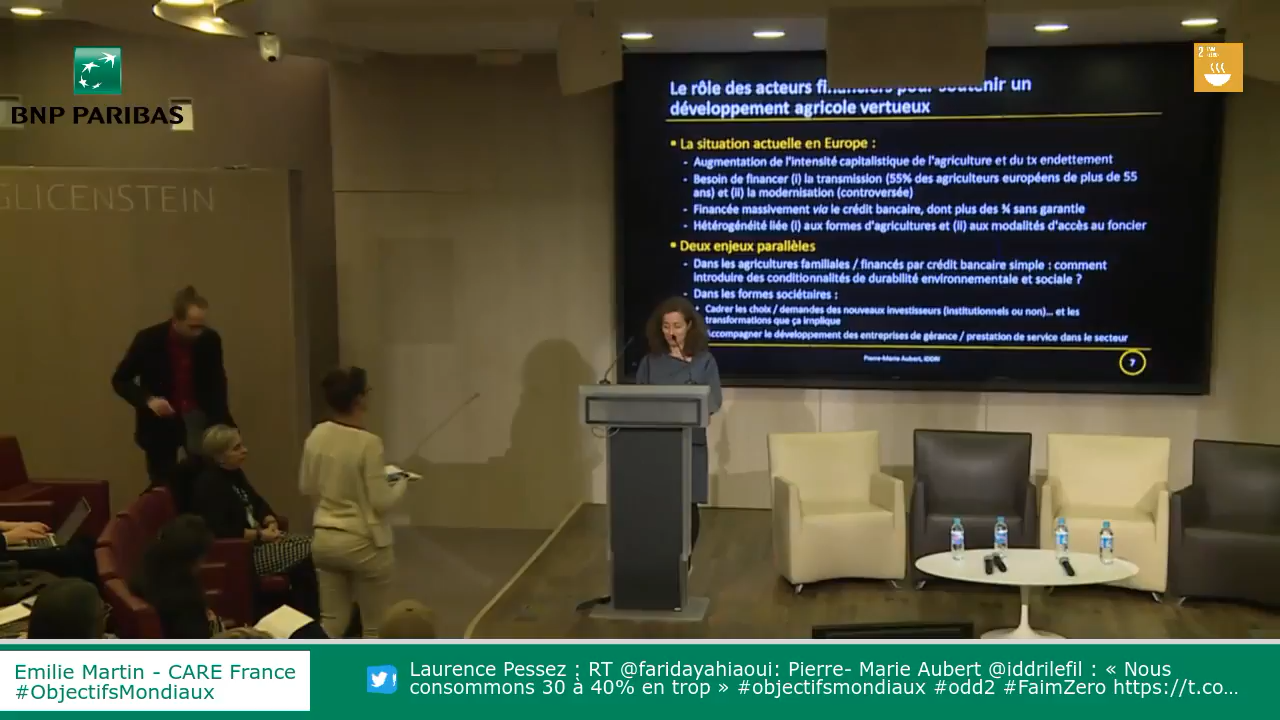 BNP PARIBAS
GLICENSTEIN
2 FAIM
Le rôle des acteurs financiers pour soutenir un
développement agricole vertueux
▪ La situation actuelle en Europe :
- Augmentation de l'intensité capitalistique de l'agriculture et du tx endettement
- Besoin de financer (i) la transmission (55% des agriculteurs européens de plus de 55
ans) et (ii) la modernisation (controversée)
- Financée massivement via le crédit bancaire, dont plus des ¾ sans garantie
- Hétérogénéité liée (i) aux formes d'agricultures et (ii) aux modalités d'accès au foncier
▪ Deux enjeux parallèles
- Dans les agricultures familiales / financés par crédit bancaire simple : comment
introduire des conditionnalités de durabilité environnementale et sociale ?
- Dans les formes sociétaires :
Cadrer les choix / demandes des nouveaux investisseurs (institutionnels ou non)... et les
transformations que ça implique
Accompagner le développement des entreprises de gérance / prestation de service dans le secteur
Pierre-Marie Aubert, IDDRI
7
Emilie Martin - CARE France
#ObjectifsMondiaux
Laurence Pessez : RT @faridayahiaoui: Pierre- Marie Aubert @iddrilefil : « Nous
consommons 30 à 40% en trop » #objectifsmondiaux #odd2 #FaimZero https://t.co...